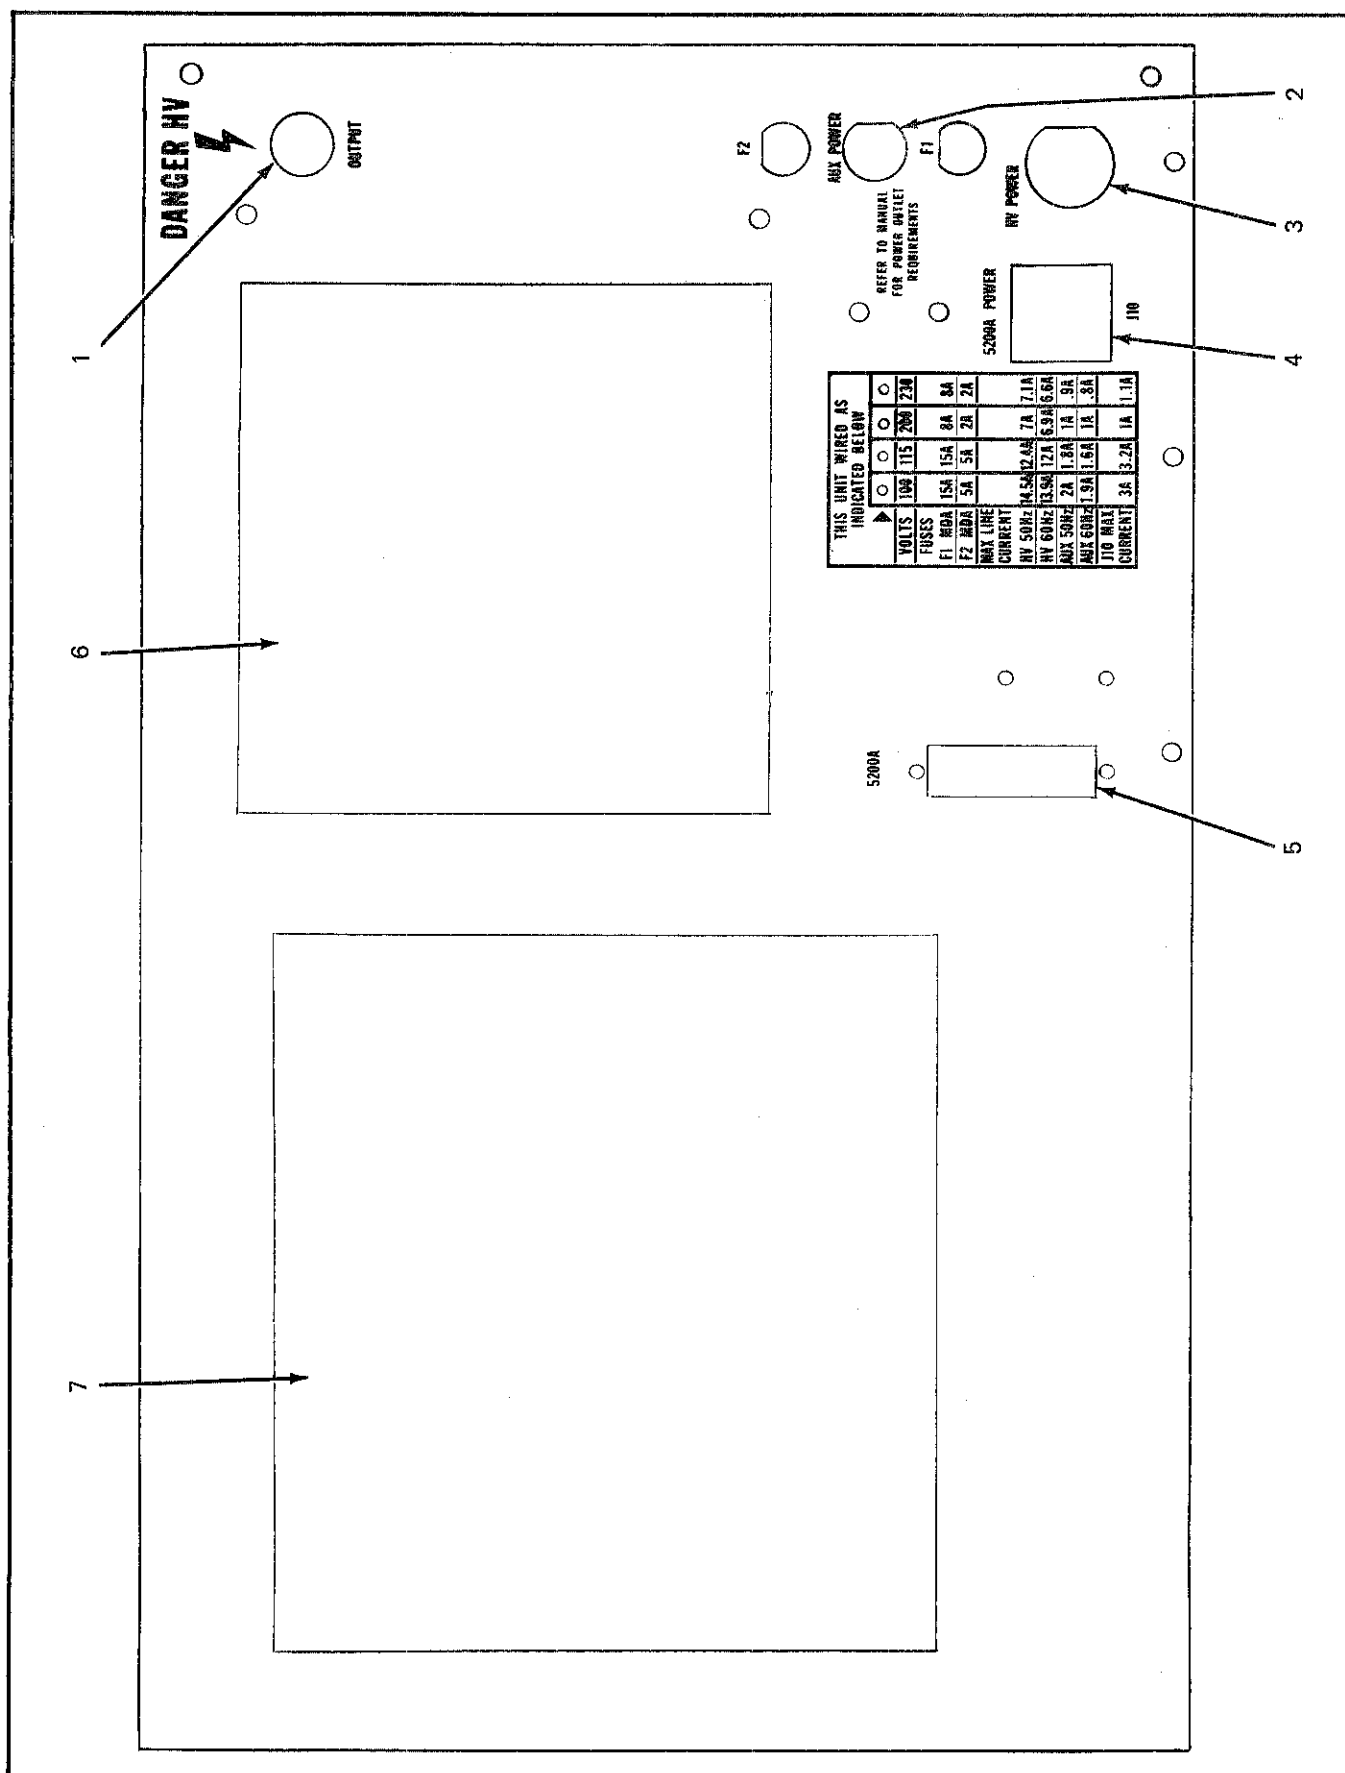 DANGER HV
OUTPUT
F2
AUX POWER
F1
REFER TO MANUAL
FOR POWER OUTLET
REQUIREMENTS
HV POWER
5200A POWER
J10
THIS UNIT WIRED AS
INDICATED BELOW
VOLTS 100 115 200 230
FUSES
F1 MDA 15A 15A 8A 8A
F2 MDA 5A 5A 2A 2A
MAX LINE
CURRENT
HV 50Hz 14.5A 12.4A 7A 7.1A
HV 60Hz 13.9A 12A 6.9A 6.6A
AUX 50Hz 2A 1.8A 1A .9A
AUX 60Hz 1.9A 1.6A 1A .8A
J10 MAX
CURRENT 3A 3.2A 1A 1.1A
5200A
1
2
3
4
5
6
7